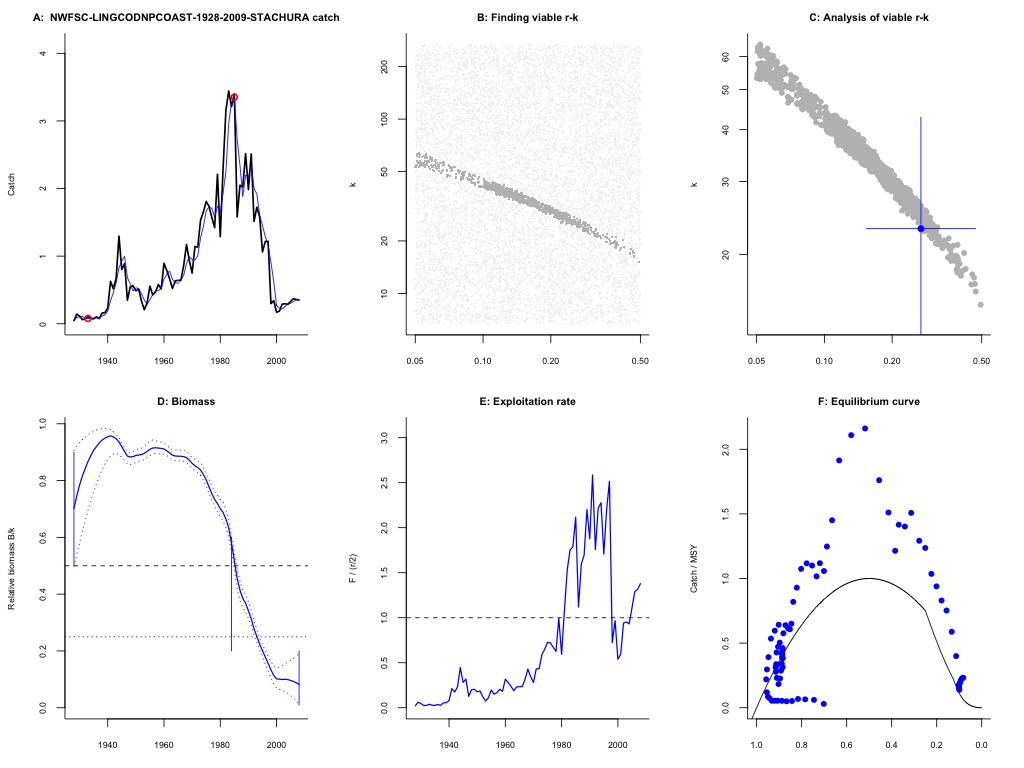 A: NWFSC-LINGCODNPCOAST-1928-2009-STACHURA catch
Catch
0 1 2 3 4
1940 1960 1980 2000
B: Finding viable r-k
k
10 20 50 100 200
0.05 0.10 0.20 0.50
C: Analysis of viable r-k
k
20 30 40 50 60
0.05 0.10 0.20 0.50
D: Biomass
Relative biomass B/k
0.0 0.2 0.4 0.6 0.8 1.0
1940 1960 1980 2000
E: Exploitation rate
F / (r/2)
0.0 0.5 1.0 1.5 2.0 2.5 3.0
1940 1960 1980 2000
F: Equilibrium curve
Catch / MSY
0.0 0.5 1.0 1.5 2.0
1.0 0.8 0.6 0.4 0.2 0.0